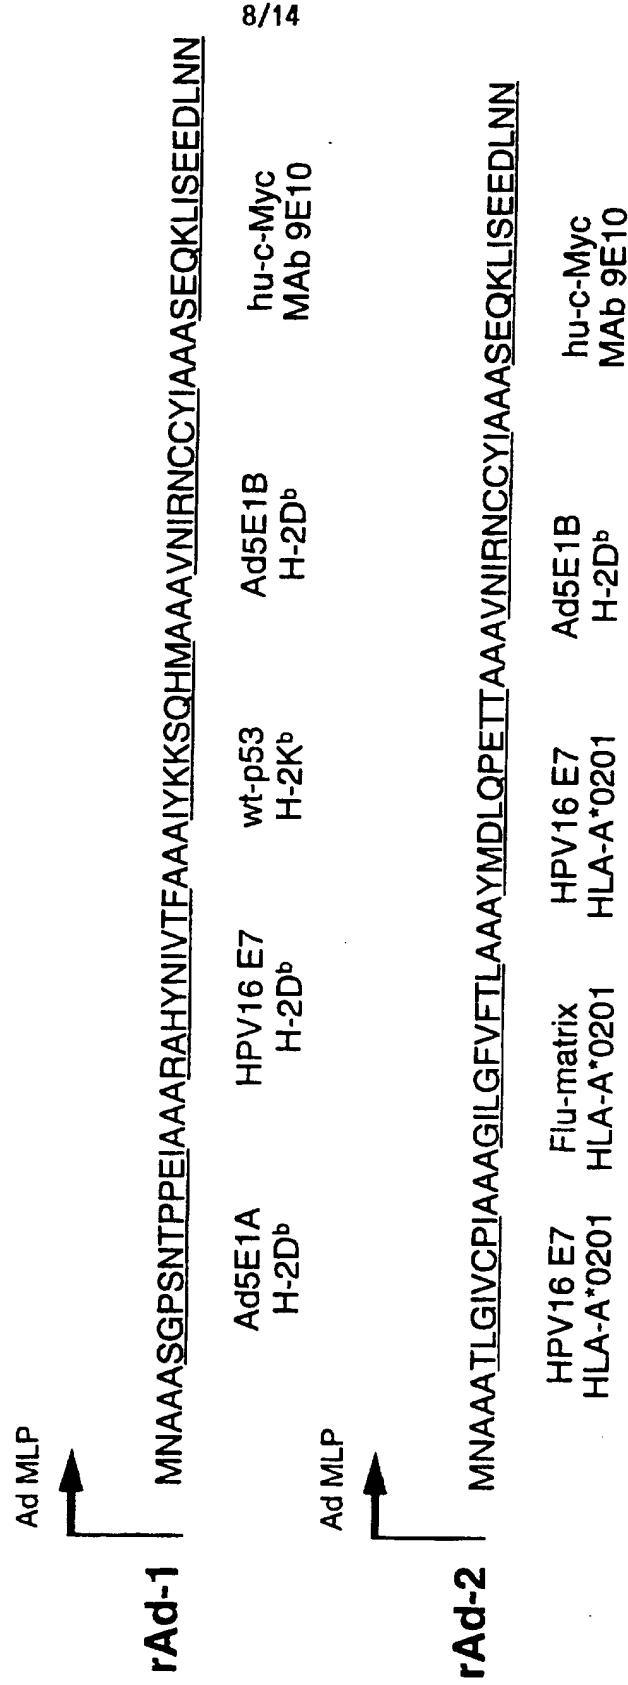 8/14
Ad MLP
rAd-1
MNAAASGPSNTPPEIAAARAHYNIVTFAAAIYKKSQHMAAAVNIRNCCYIAAASEQKLISEEDLNN
Ad5E1A HPV16 E7 wt-p53 Ad5E1B hu-c-Myc
H-2Dᵇ H-2Dᵇ H-2Kᵇ H-2Dᵇ MAb 9E10
Ad MLP
rAd-2
MNAAATLGIVCPIAAAGILGFVFTLAAAYMDLQPETTAAAVNIRNCCYIAAASEQKLISEEDLNN
HPV16 E7 Flu-matrix HPV16 E7 Ad5E1B hu-c-Myc
HLA-A*0201 HLA-A*0201 HLA-A*0201 H-2Dᵇ MAb 9E10